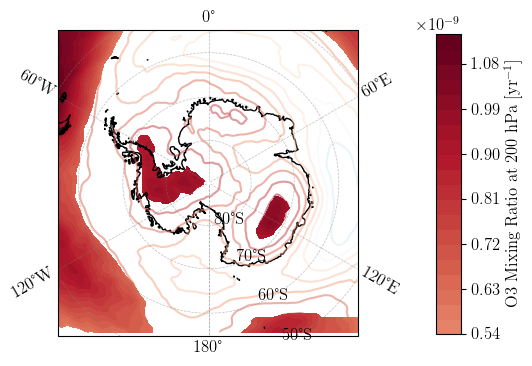 0°
×10⁻⁹
60°W
60°E
1.08
0.99
0.90
0.81
0.72
0.63
0.54
O3 Mixing Ratio at 200 hPa [yr⁻¹]
80°S
70°S
60°S
50°S
120°W
120°E
180°